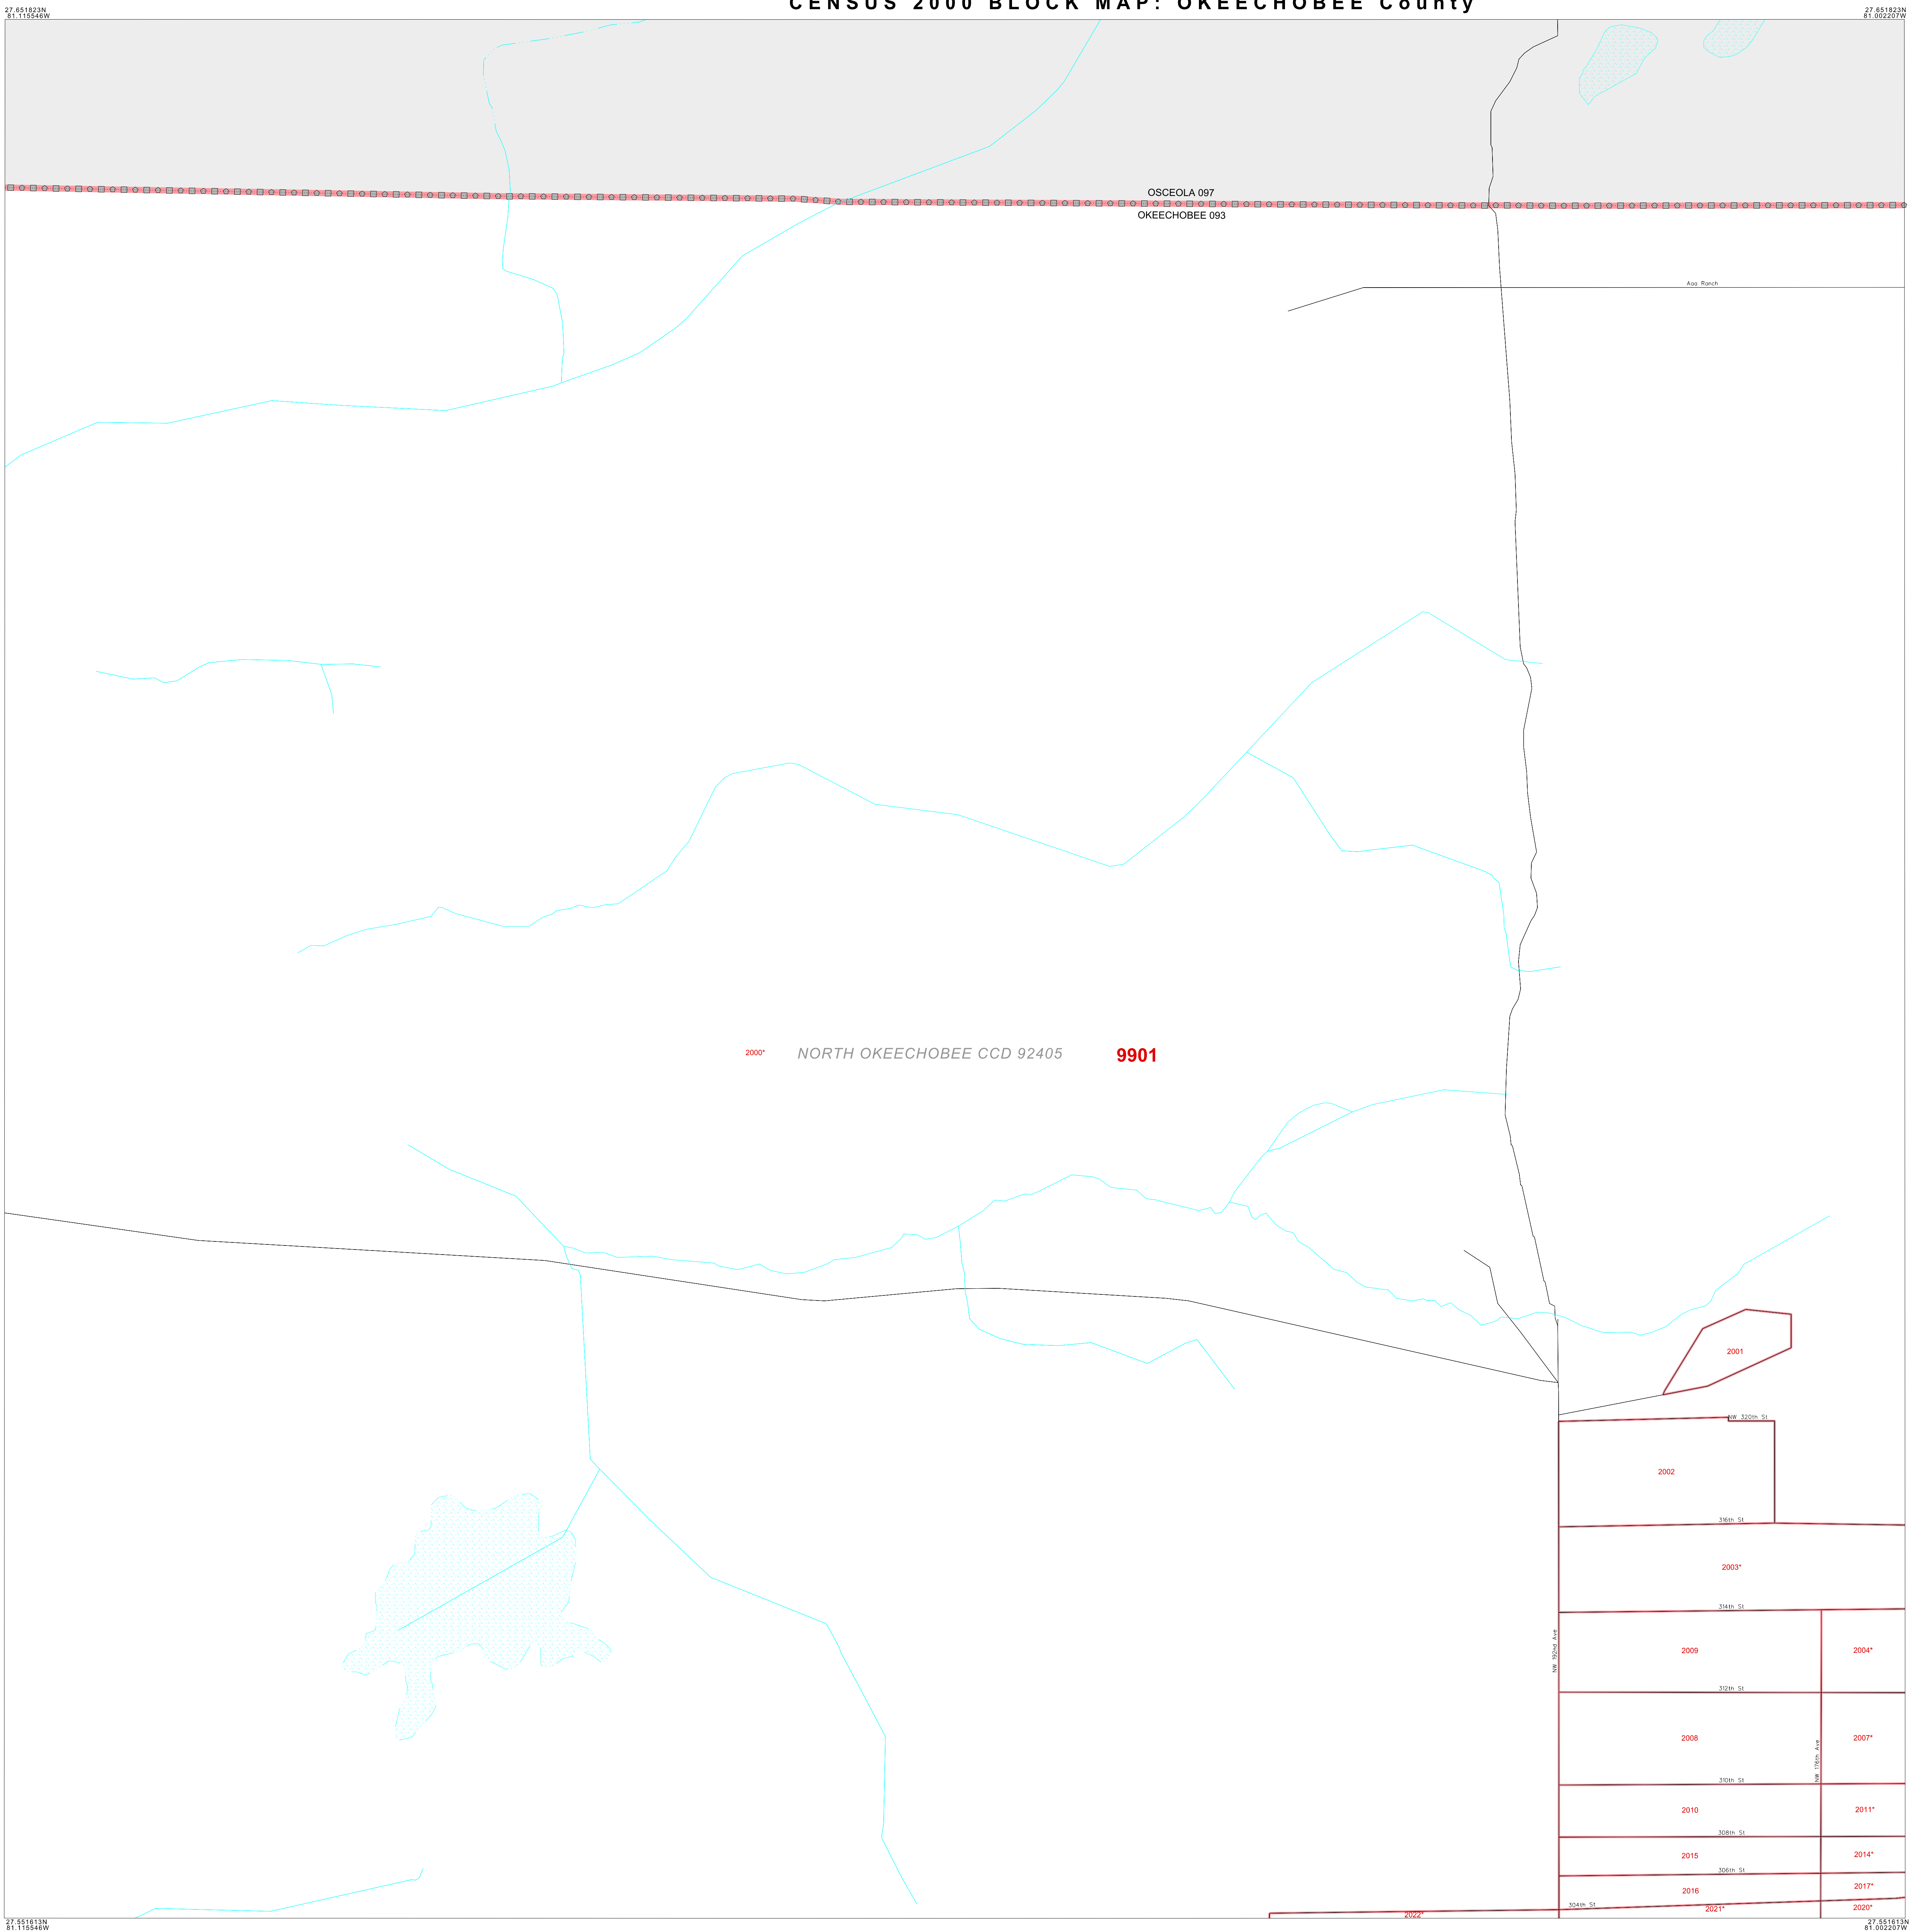 CENSUS 2000 BLOCK MAP: OKEECHOBEE County
27.651823N
81.115546W
27.651823N
81.002207W
OSCEOLA 097
OKEECHOBEE 093
Aaa Ranch
2000*
NORTH OKEECHOBEE CCD 92405
9901
2001
NW 320th St
2002
316th St
2003*
314th St
NW 192nd Ave
2009
2004*
312th St
2008
NW 176th Ave
2007*
310th St
2010
2011*
308th St
2015
2014*
306th St
2016
2017*
304th St
2022*
2021*
2020*
27.551613N
81.115546W
27.551613N
81.002207W